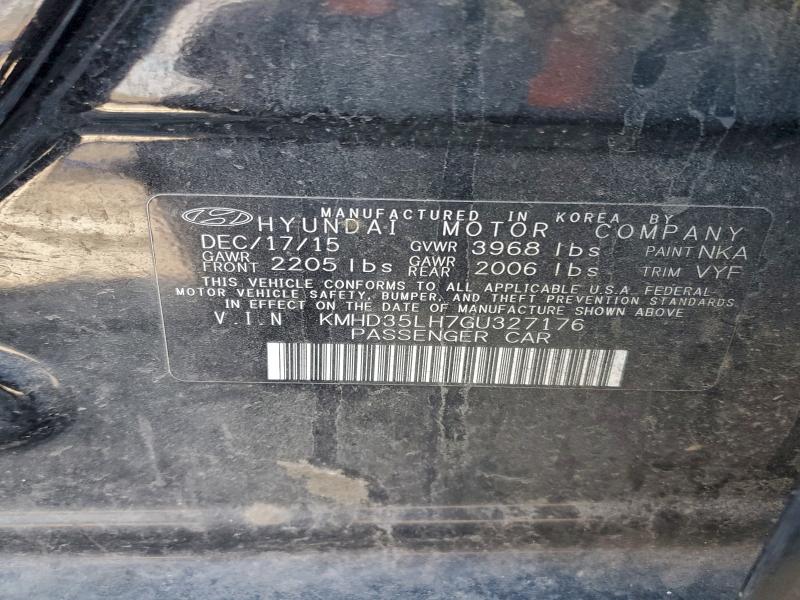 MANUFACTURED IN KOREA BY
HYUNDAI MOTOR COMPANY
DEC/17/15 GVWR 3968 lbs PAINT NKA
GAWR FRONT 2205 lbs GAWR REAR 2006 lbs TRIM VYF
THIS VEHICLE CONFORMS TO ALL APPLICABLE U.S.A FEDERAL
MOTOR VEHICLE SAFETY, BUMPER, AND THEFT PREVENTION STANDARDS
IN EFFECT ON THE DATE OF MANUFACTURE SHOWN ABOVE
V.I.N KMHD35LH7GU327176
PASSENGER CAR